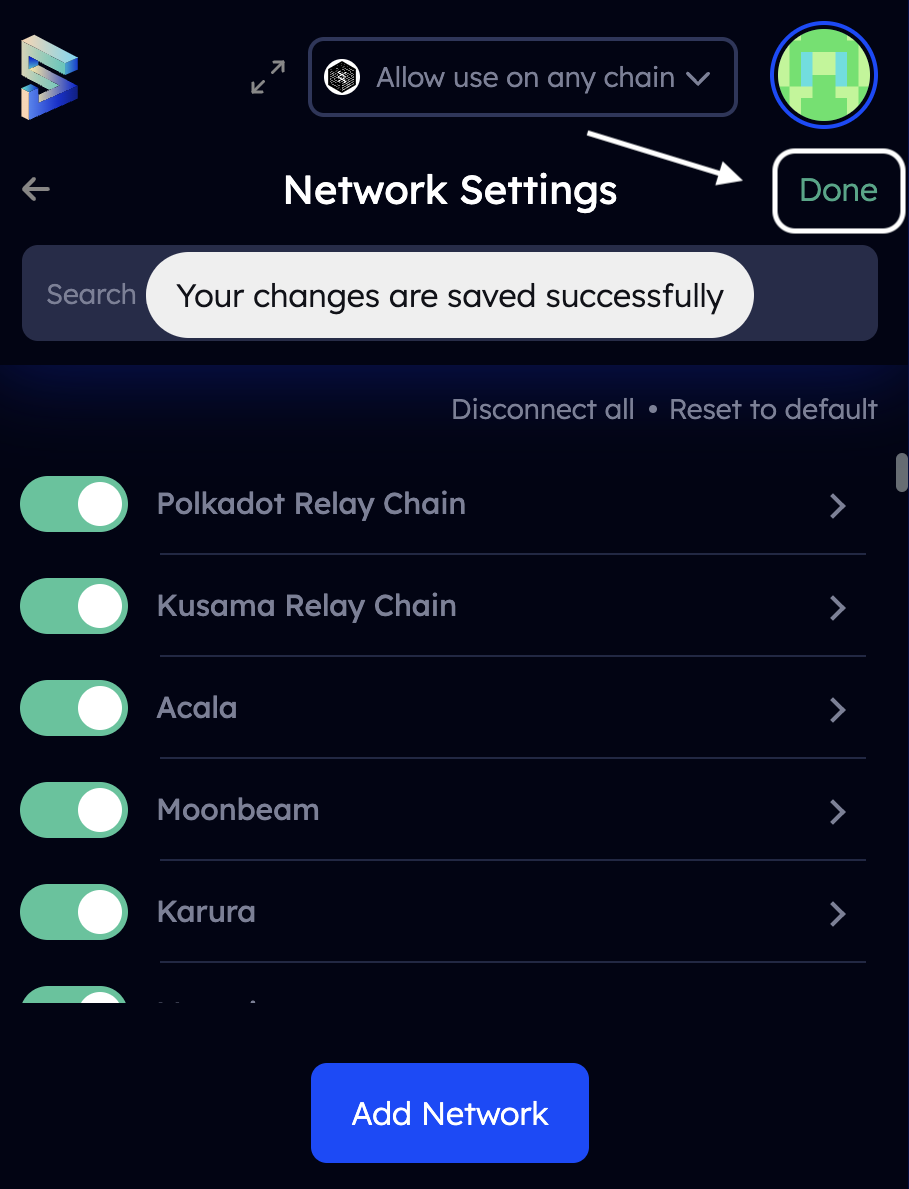 Allow use on any chain
Network Settings
Done
Search
Your changes are saved successfully
Disconnect all • Reset to default
Polkadot Relay Chain
Kusama Relay Chain
Acala
Moonbeam
Karura
Add Network